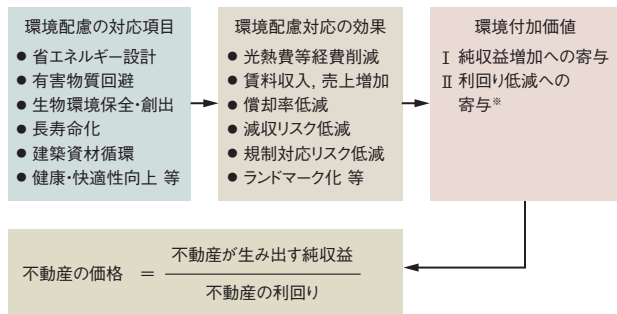 環境配慮の対応項目
● 省エネルギー設計
● 有害物質回避
● 生物環境保全・創出
● 長寿命化
● 建築資材循環
● 健康・快適性向上 等
環境配慮対応の効果
● 光熱費等経費削減
● 賃料収入, 売上増加
● 償却率低減
● 減収リスク低減
● 規制対応リスク低減
● ランドマーク化 等
環境付加価値
Ⅰ 純収益増加への寄与
Ⅱ 利回り低減への
寄与※
不動産の価格 =
不動産が生み出す純収益
不動産の利回り